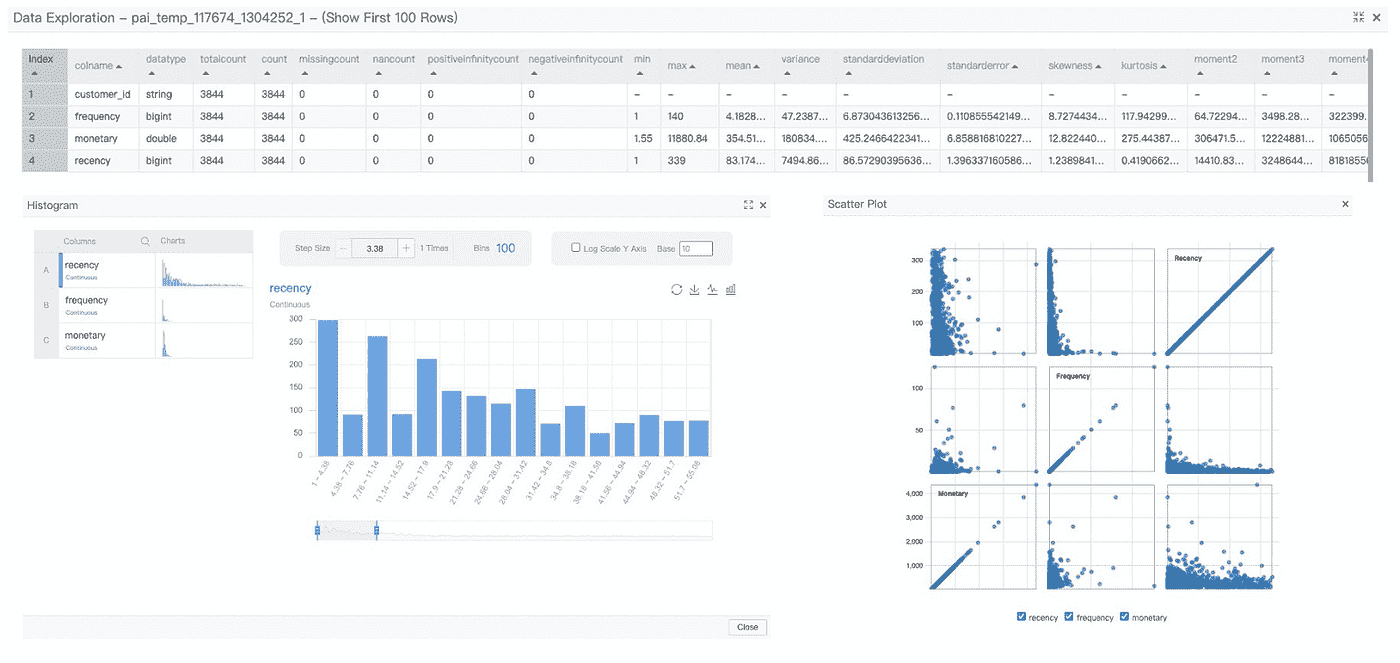 Data Exploration – pai_temp_117674_1304252_1 – (Show First 100 Rows)
Index colname datatype totalcount count missingcount nancount positiveinfinitycount negativeinfinitycount min max mean variance standarddeviation standarderror skewness kurtosis moment2 moment3 moment4
1 customer_id string 3844 3844 0 0 0 0 – – – – – – – – – – –
2 frequency bigint 3844 3844 0 0 0 0 1 140 4.1828... 47.2387... 6.873043613256... 0.110855542149... 8.7274434... 117.94299... 64.72294... 3498.28... 322399.
3 monetary double 3844 3844 0 0 0 0 1.55 11880.84 354.51... 180834.... 425.2466422341... 6.858816810227... 12.822440... 275.44387... 306471.5... 12224881... 1065056
4 recency bigint 3844 3844 0 0 0 0 1 339 83.174... 7494.86... 86.57290395636... 1.396337160586... 1.2389841... 0.4190662... 14410.83... 3248644... 8181855
Histogram
Columns Charts
A recency
Continuous
B frequency
Continuous
C monetary
Continuous
Step Size – 3.38 + 1 Times Bins 100
Log Scale Y Axis Base 10
recency
Continuous
300
250
200
150
100
50
0
1 – 4.38
4.38 – 7.76
7.76 – 11.14
11.14 – 14.52
14.52 – 17.9
17.9 – 21.28
21.28 – 24.66
24.66 – 28.04
28.04 – 31.42
31.42 – 34.8
34.8 – 38.18
38.18 – 41.56
41.56 – 44.94
44.94 – 48.32
48.32 – 51.7
51.7 – 55.08
Close
Scatter Plot
Recency
300
200
100
Frequency
100
50
Monetary
4,000
3,000
2,000
1,000
recency frequency monetary